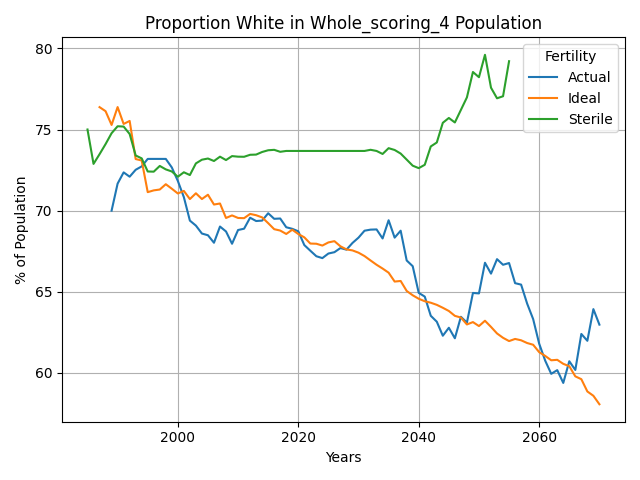 Proportion White in Whole_scoring_4 Population
Fertility
Actual
Ideal
Sterile
80
75
70
65
60
% of Population
2000
2020
2040
2060
Years